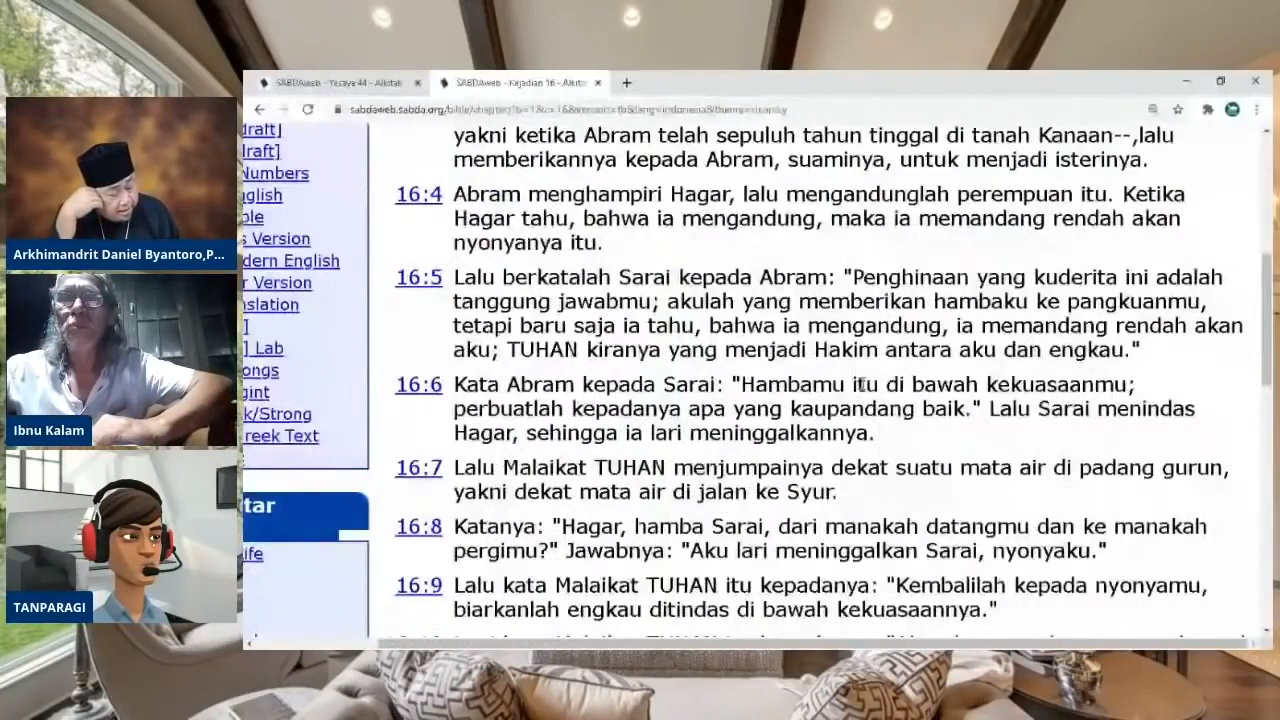 SABDAweb - Yesaya 44 - Alkitab
SABDAweb - Kejadian 16 - Alkita
Arkhimandrit Daniel Byantoro,P...
Ibnu Kalam
TANPARAGI
draft]
draft]
Numbers
nglish
ble
s Version
dern English
r Version
nslation
]
] Lab
ongs
gint
k/Strong
reek Text
tar
ife
yakni ketika Abram telah sepuluh tahun tinggal di tanah Kanaan--,lalu
memberikannya kepada Abram, suaminya, untuk menjadi isterinya.
16:4 Abram menghampiri Hagar, lalu mengandunglah perempuan itu. Ketika
Hagar tahu, bahwa ia mengandung, maka ia memandang rendah akan
nyonyanya itu.
16:5 Lalu berkatalah Sarai kepada Abram: "Penghinaan yang kuderita ini adalah
tanggung jawabmu; akulah yang memberikan hambaku ke pangkuanmu,
tetapi baru saja ia tahu, bahwa ia mengandung, ia memandang rendah akan
aku; TUHAN kiranya yang menjadi Hakim antara aku dan engkau."
16:6 Kata Abram kepada Sarai: "Hambamu itu di bawah kekuasaanmu;
perbuatlah kepadanya apa yang kaupandang baik." Lalu Sarai menindas
Hagar, sehingga ia lari meninggalkannya.
16:7 Lalu Malaikat TUHAN menjumpainya dekat suatu mata air di padang gurun,
yakni dekat mata air di jalan ke Syur.
16:8 Katanya: "Hagar, hamba Sarai, dari manakah datangmu dan ke manakah
pergimu?" Jawabnya: "Aku lari meninggalkan Sarai, nyonyaku."
16:9 Lalu kata Malaikat TUHAN itu kepadanya: "Kembalilah kepada nyonyamu,
biarkanlah engkau ditindas di bawah kekuasaannya."